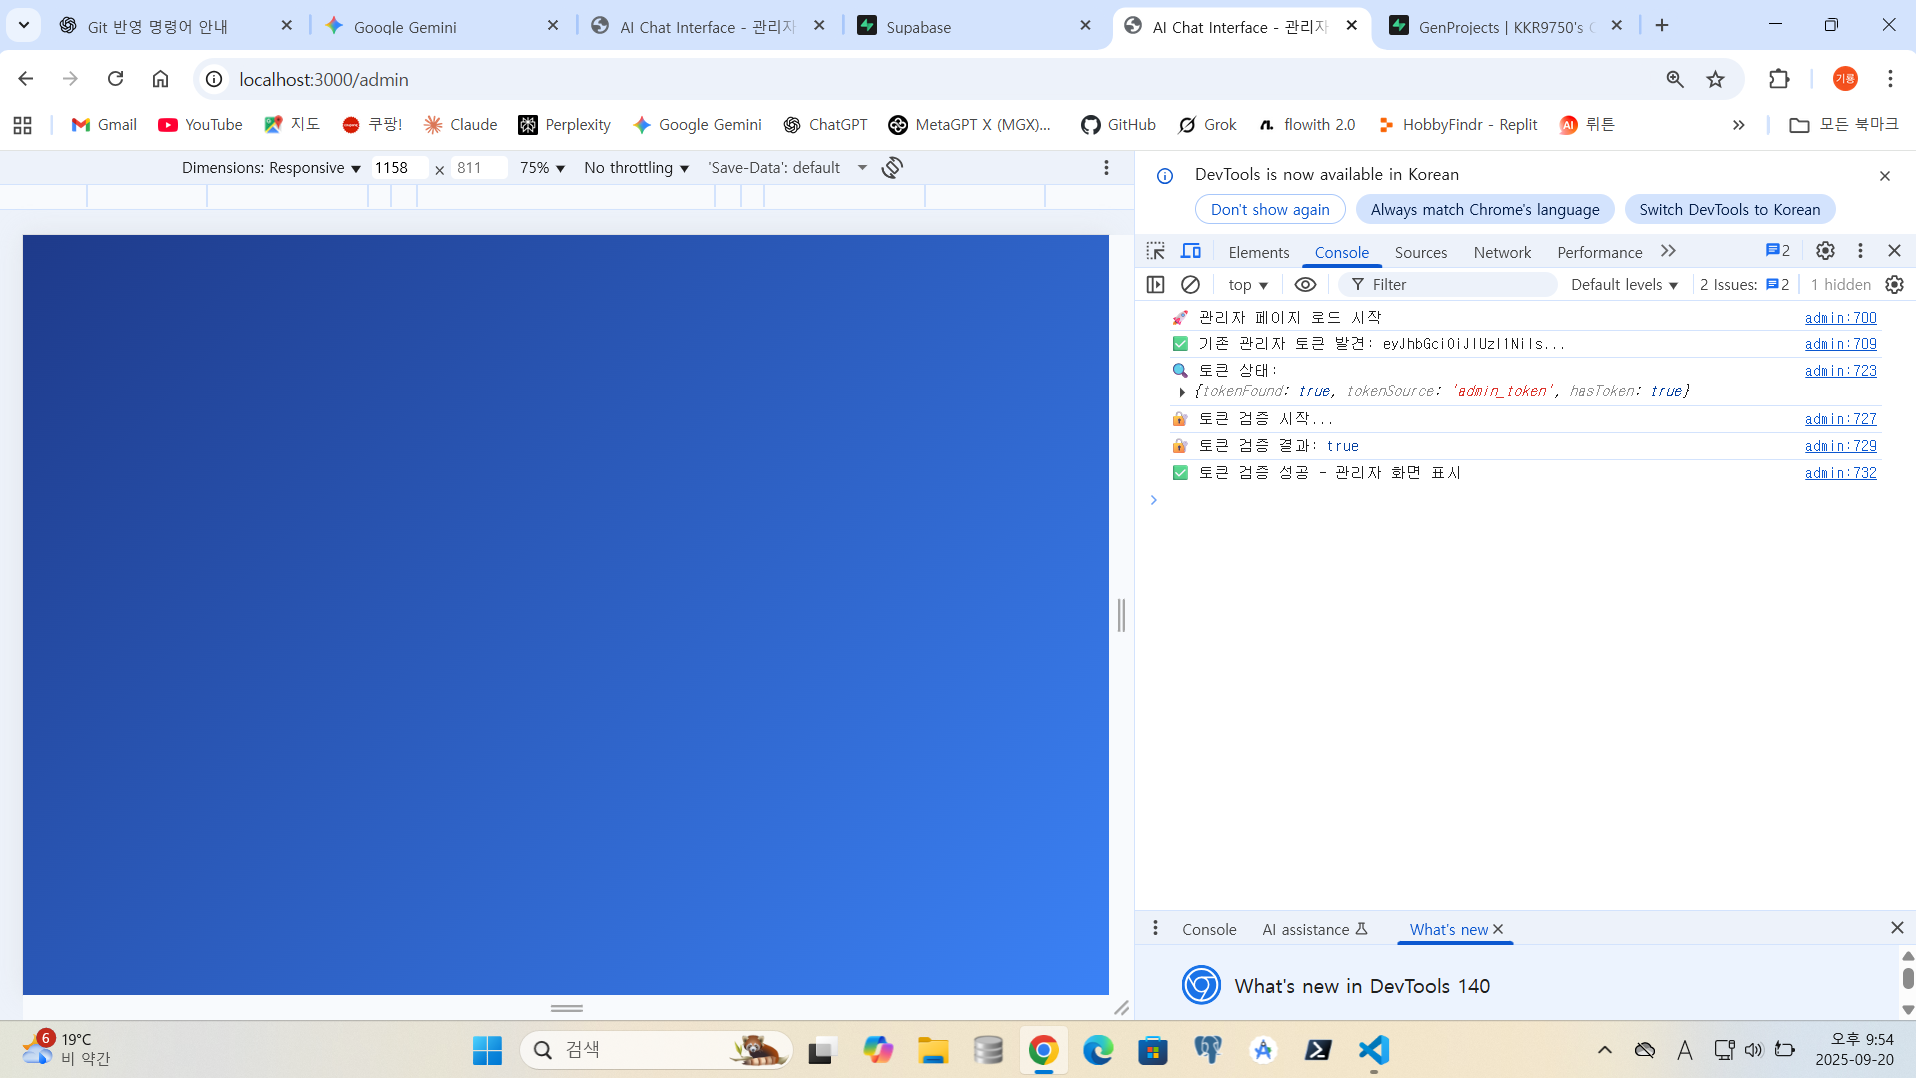 Git 반영 명령어 안내
Google Gemini
AI Chat Interface - 관리자
Supabase
AI Chat Interface - 관리자
GenProjects | KKR9750's
localhost:3000/admin
기룡
Gmail
YouTube
지도
쿠팡!
Claude
Perplexity
Google Gemini
ChatGPT
MetaGPT X (MGX)...
GitHub
Grok
flowith 2.0
HobbyFindr - Replit
뤼튼
모든 북마크
Dimensions: Responsive
1158 × 811
75%
No throttling
'Save-Data': default
DevTools is now available in Korean
Don't show again
Always match Chrome's language
Switch DevTools to Korean
Elements
Console
Sources
Network
Performance
2
top
Filter
Default levels
2 Issues: 2
1 hidden
🚀 관리자 페이지 로드 시작 admin:700
✅ 기존 관리자 토큰 발견: eyJhbGciOiJIUzI1NiIs... admin:709
🔍 토큰 상태: admin:723
{tokenFound: true, tokenSource: 'admin_token', hasToken: true}
🔐 토큰 검증 시작... admin:727
🔐 토큰 검증 결과: true admin:729
✅ 토큰 검증 성공 - 관리자 화면 표시 admin:732
Console
AI assistance
What's new
What's new in DevTools 140
6
19°C
비 약간
검색
A
오후 9:54
2025-09-20